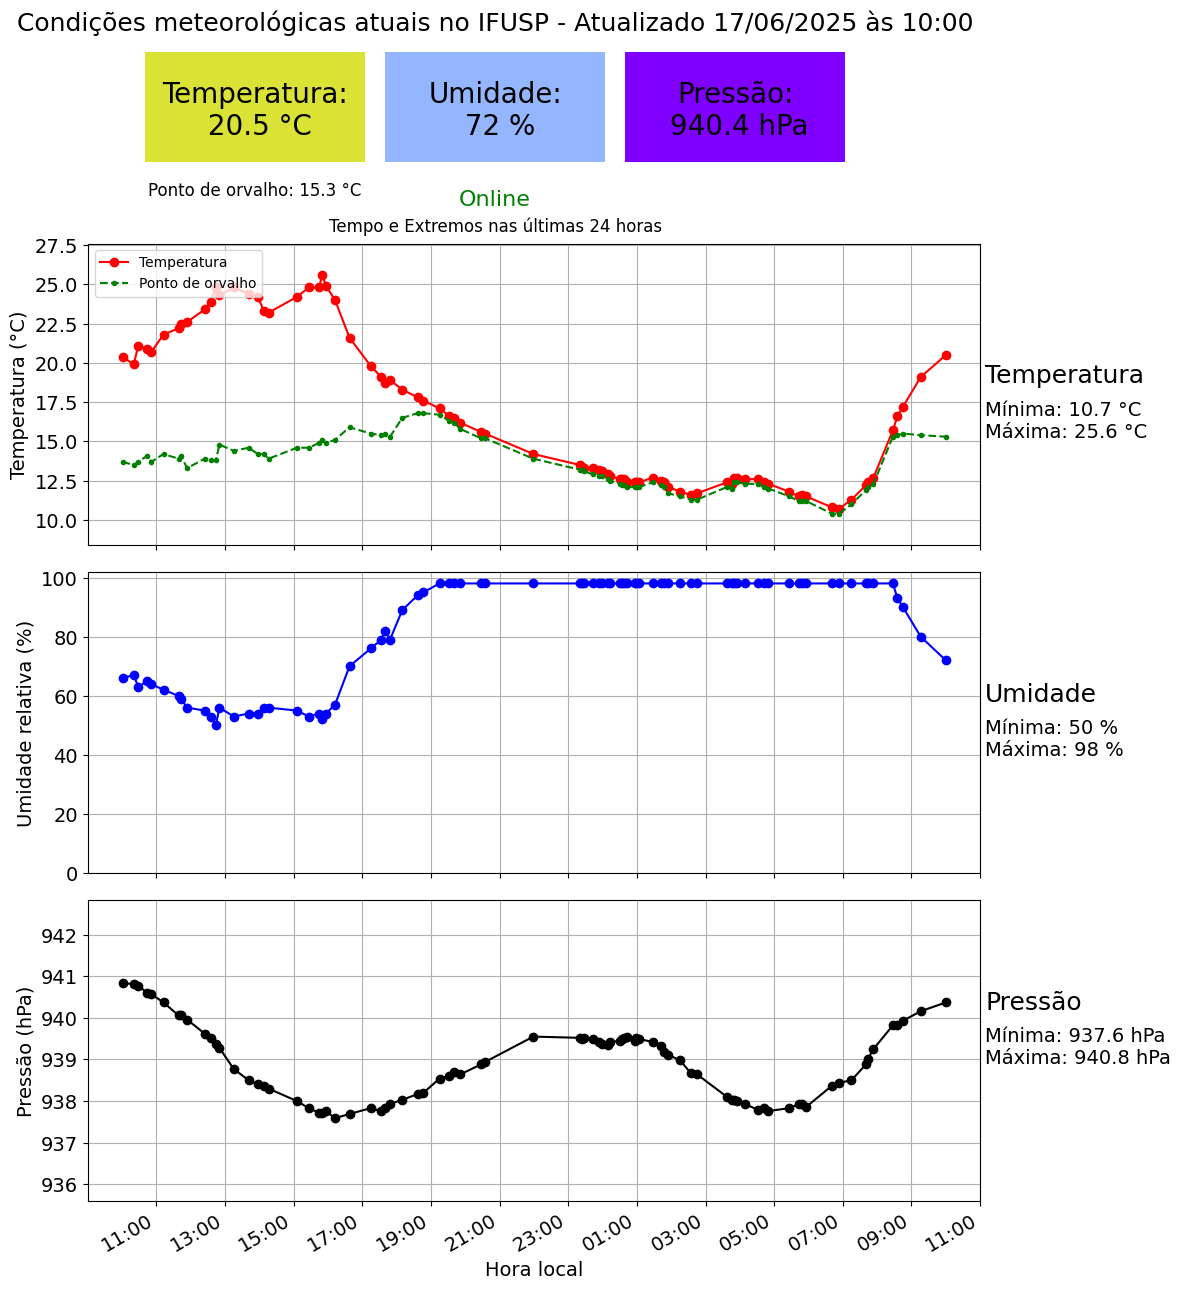 Condições meteorológicas atuais no IFUSP - Atualizado 17/06/2025 às 10:00
Temperatura:
20.5 °C
Umidade:
72 %
Pressão:
940.4 hPa
Ponto de orvalho: 15.3 °C
Online
Tempo e Extremos nas últimas 24 horas
Temperatura (°C)
27.5
25.0
22.5
20.0
17.5
15.0
12.5
10.0
Temperatura
Ponto de orvalho
Temperatura
Mínima: 10.7 °C
Máxima: 25.6 °C
Umidade relativa (%)
100
80
60
40
20
0
Umidade
Mínima: 50 %
Máxima: 98 %
Pressão (hPa)
942
941
940
939
938
937
936
Pressão
Mínima: 937.6 hPa
Máxima: 940.8 hPa
11:00
13:00
15:00
17:00
19:00
21:00
23:00
01:00
03:00
05:00
07:00
09:00
11:00
Hora local